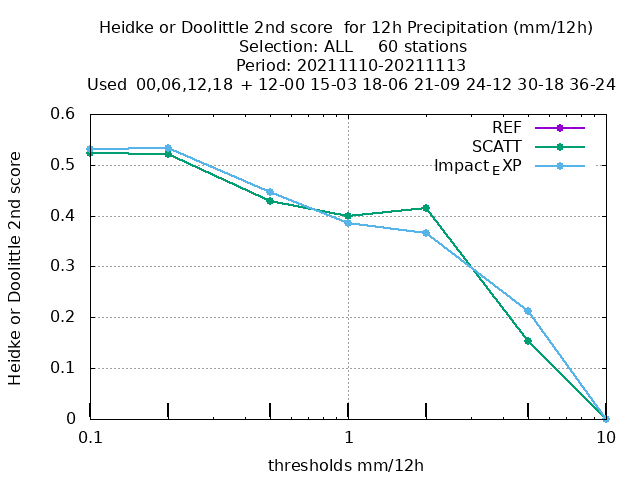 Heidke or Doolittle 2nd score  for 12h Precipitation (mm/12h)
Selection: ALL     60 stations
Period: 20211110-20211113
Used  00,06,12,18  + 12-00 15-03 18-06 21-09 24-12 30-18 36-24
REF
SCATT
Impact_EXP
Heidke or Doolittle 2nd score
0.6
0.5
0.4
0.3
0.2
0.1
0
0.1 1 10
thresholds mm/12h